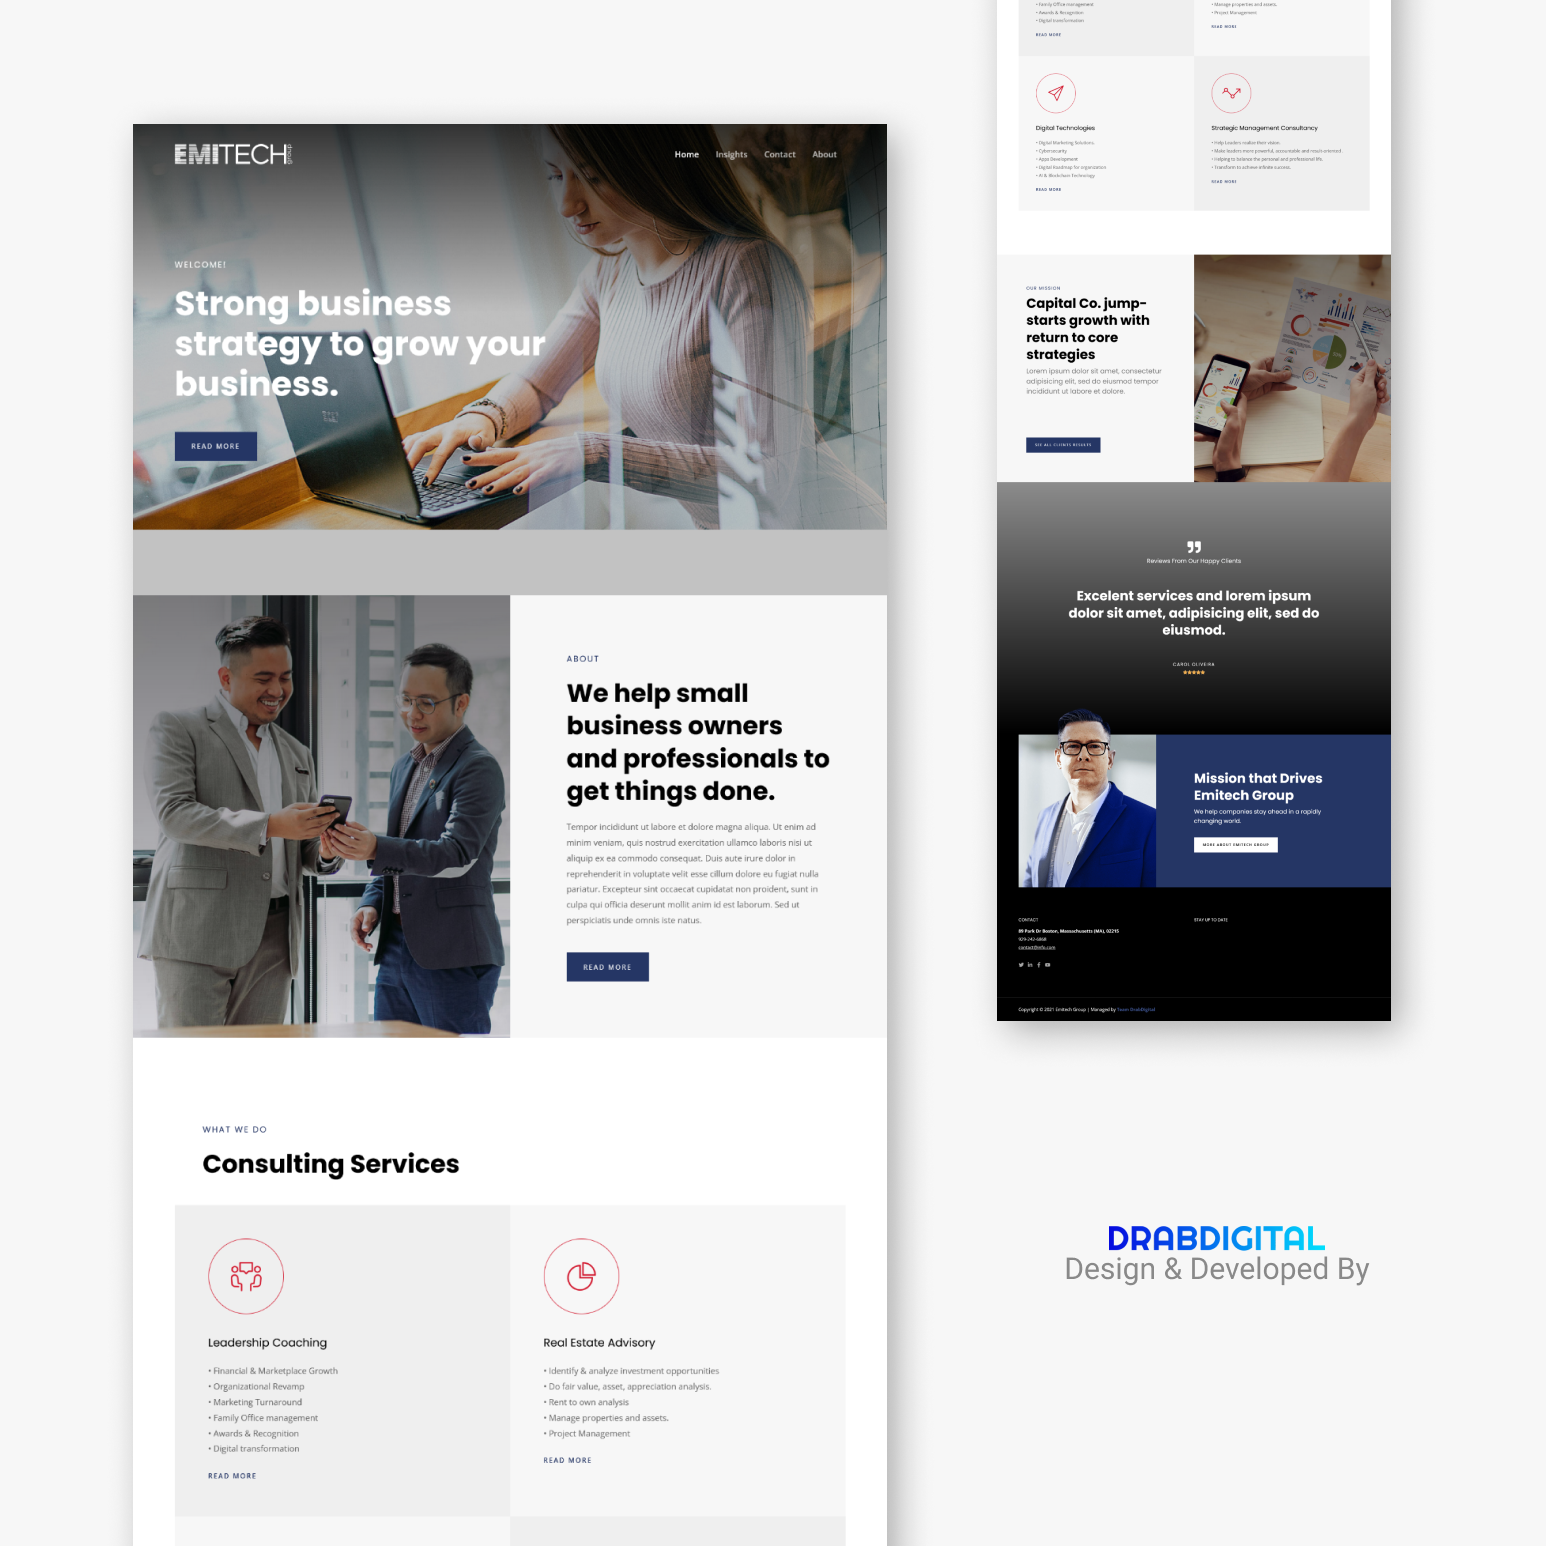 EMITECH group
Home Insights Contact About
WELCOME!
Strong business
strategy to grow your
business.
READ MORE
ABOUT
We help small
business owners
and professionals to
get things done.
Tempor incididunt ut labore et dolore magna aliqua. Ut enim ad
minim veniam, quis nostrud exercitation ullamco laboris nisi ut
aliquip ex ea commodo consequat. Duis aute irure dolor in
reprehenderit in voluptate velit esse cillum dolore eu fugiat nulla
pariatur. Excepteur sint occaecat cupidatat non proident, sunt in
culpa qui officia deserunt mollit anim id est laborum. Sed ut
perspiciatis unde omnis iste natus.
READ MORE
WHAT WE DO
Consulting Services
Leadership Coaching
• Financial & Marketplace Growth
• Organizational Revamp
• Marketing Turnaround
• Family Office management
• Awards & Recognition
• Digital transformation
READ MORE
Real Estate Advisory
• Identify & analyze investment opportunities
• Do fair value, asset, appreciation analysis.
• Rent to own analysis
• Manage properties and assets.
• Project Management
READ MORE
• Family Office management
• Awards & Recognition
• Digital transformation
READ MORE
• Manage properties and assets.
• Project Management
READ MORE
Digital Technologies
• Digital Marketing Solutions.
• Cybersecurity
• Apps Development
• Digital Roadmap for organization
• AI & Blockchain Technology
READ MORE
Strategic Management Consultancy
• Help Leaders realise their vision.
• Make leaders more powerful, accountable and result-oriented
• Helping to balance the personal and professional life.
• Transform to achieve infinite success.
READ MORE
OUR MISSION
Capital Co. jump-
starts growth with
return to core
strategies
Lorem ipsum dolor sit amet, consectetur
adipisicing elit, sed do eiusmod tempor
incididunt ut labore et dolore.
SEE ALL CLIENTS RESULTS
Reviews From Our Happy Clients
Excelent services and lorem ipsum
dolor sit amet, adipisicing elit, sed do
eiusmod.
CAROL OLIVEIRA
Mission that Drives
Emitech Group
We help companies stay ahead in a rapidly
changing world.
MORE ABOUT EMITECH GROUP
CONTACT
89 Park Dr Boston, Massachusetts (MA), 02215
929-242-6868
contact@info.com
STAY UP TO DATE
Copyright © 2021 Emitech Group | Managed by Team DrabDigital
DRABDIGITAL
Design & Developed By